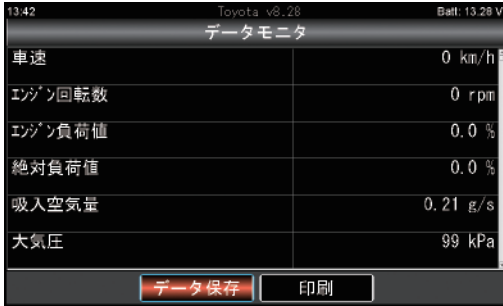 13:42 Toyota v8.28 Batt: 13.28 V
データモニタ
車速 0 km/h
エンジン回転数 0 rpm
エンジン負荷値 0.0 %
絶対負荷値 0.0 %
吸入空気量 0.21 g/s
大気圧 99 kPa
データ保存 印刷